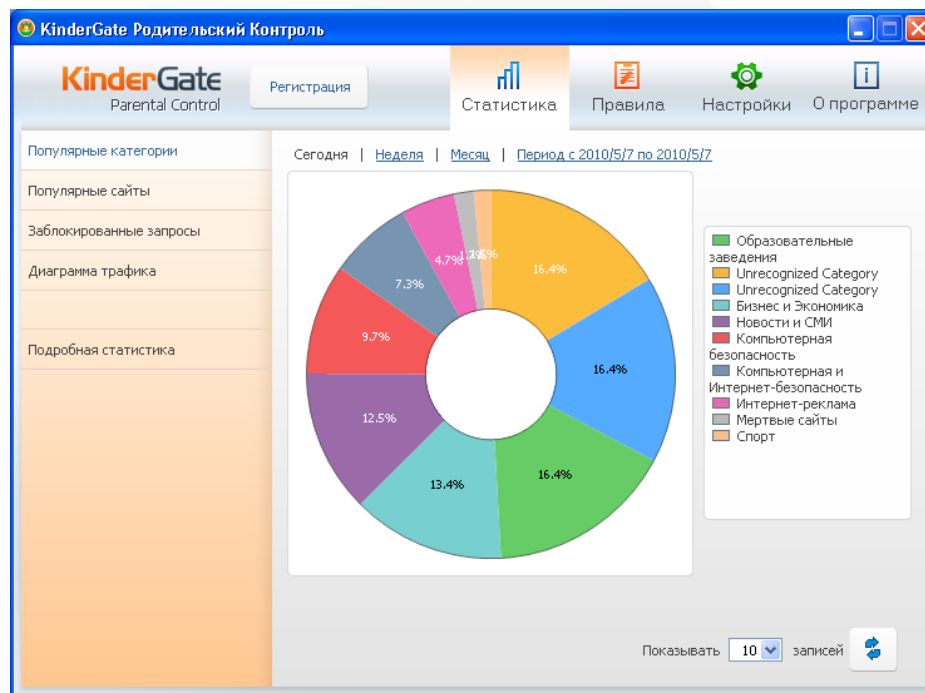 KinderGate Родительский Контроль
KinderGate
Parental Control
Регистрация
Статистика
Правила
Настройки
О программе
Популярные категории
Популярные сайты
Заблокированные запросы
Диаграмма трафика
Подробная статистика
Сегодня | Неделя | Месяц | Период с 2010/5/7 по 2010/5/7
16.4%
16.4%
16.4%
13.4%
12.5%
9.7%
7.3%
4.7%
Образовательные
заведения
Unrecognized Category
Unrecognized Category
Бизнес и Экономика
Новости и СМИ
Компьютерная
безопасность
Компьютерная и
Интернет-безопасность
Интернет-реклама
Мертвые сайты
Спорт
Показывать 10 записей